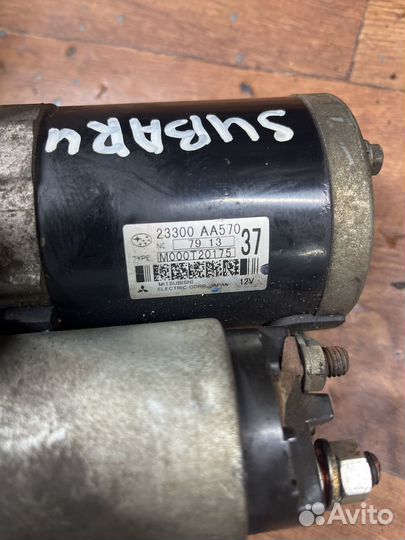 SUBARU
23300 AA570
NC 79 13 37
TYPE M000T20175
MITSUBISHI
ELECTRIC CORP. JAPAN 12V
Avito